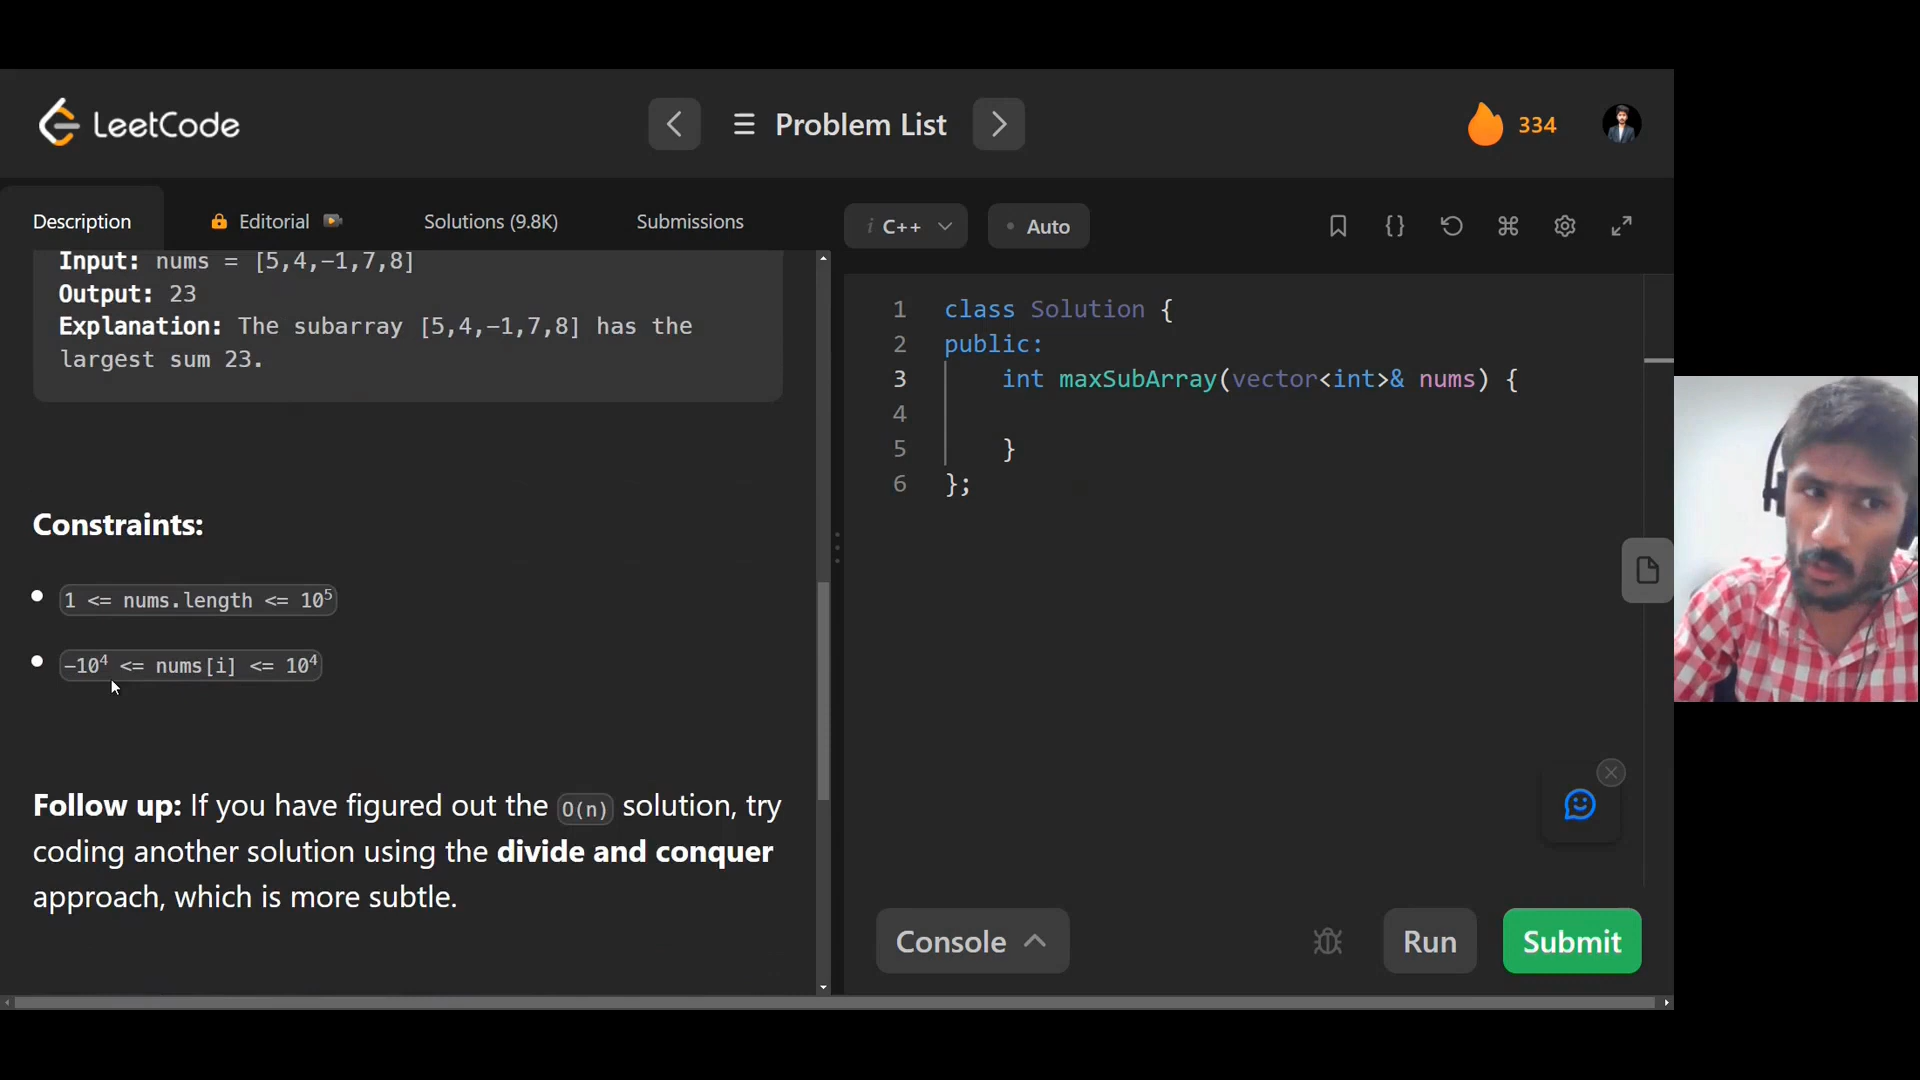 LeetCode
Problem List
334
Description
Editorial
Solutions (9.8K)
Submissions
i C++
Auto
Input: nums = [5,4,-1,7,8]
Output: 23
Explanation: The subarray [5,4,-1,7,8] has the
largest sum 23.
Constraints:
1 <= nums.length <= 10⁵
-10⁴ <= nums[i] <= 10⁴
Follow up: If you have figured out the O(n) solution, try
coding another solution using the divide and conquer
approach, which is more subtle.
1 class Solution {
2 public:
3 int maxSubArray(vector<int>& nums) {
4
5 }
6 };
Console
Run
Submit